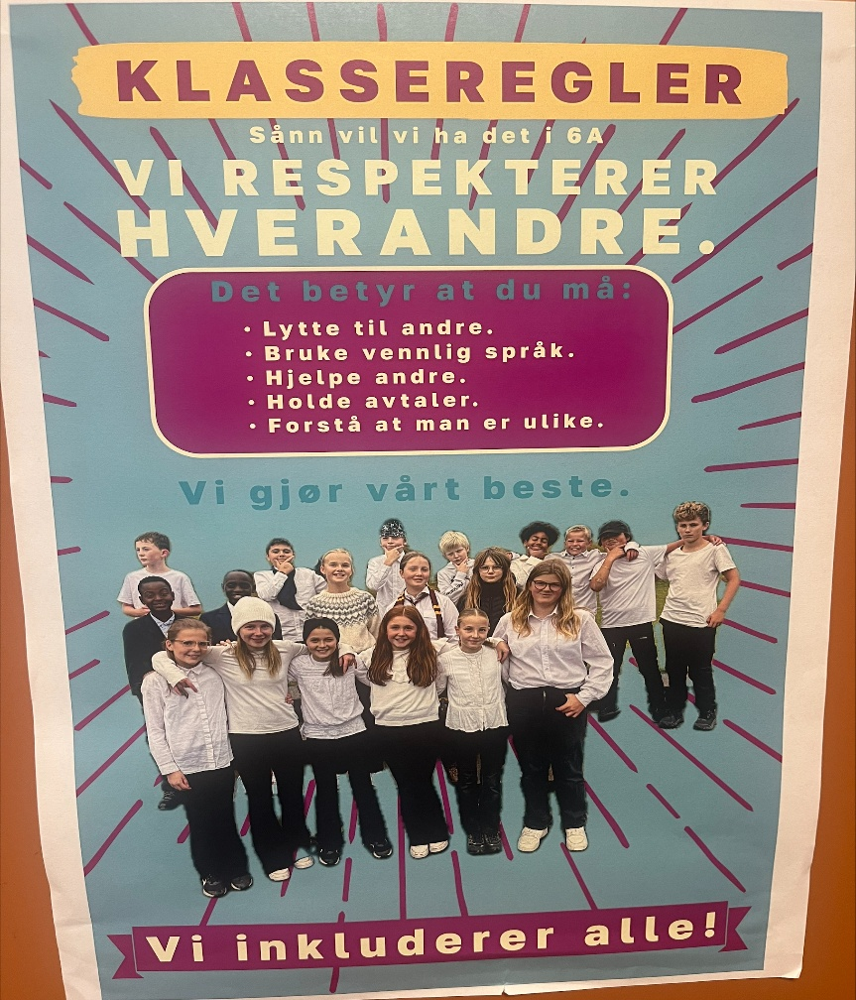 KLASSEREGLER
Sånn vil vi ha det i 6A
VI RESPEKTERER
HVERANDRE.
Det betyr at du må:
• Lytte til andre.
• Bruke vennlig språk.
• Hjelpe andre.
• Holde avtaler.
• Forstå at man er ulike.
Vi gjør vårt beste.
Vi inkluderer alle!